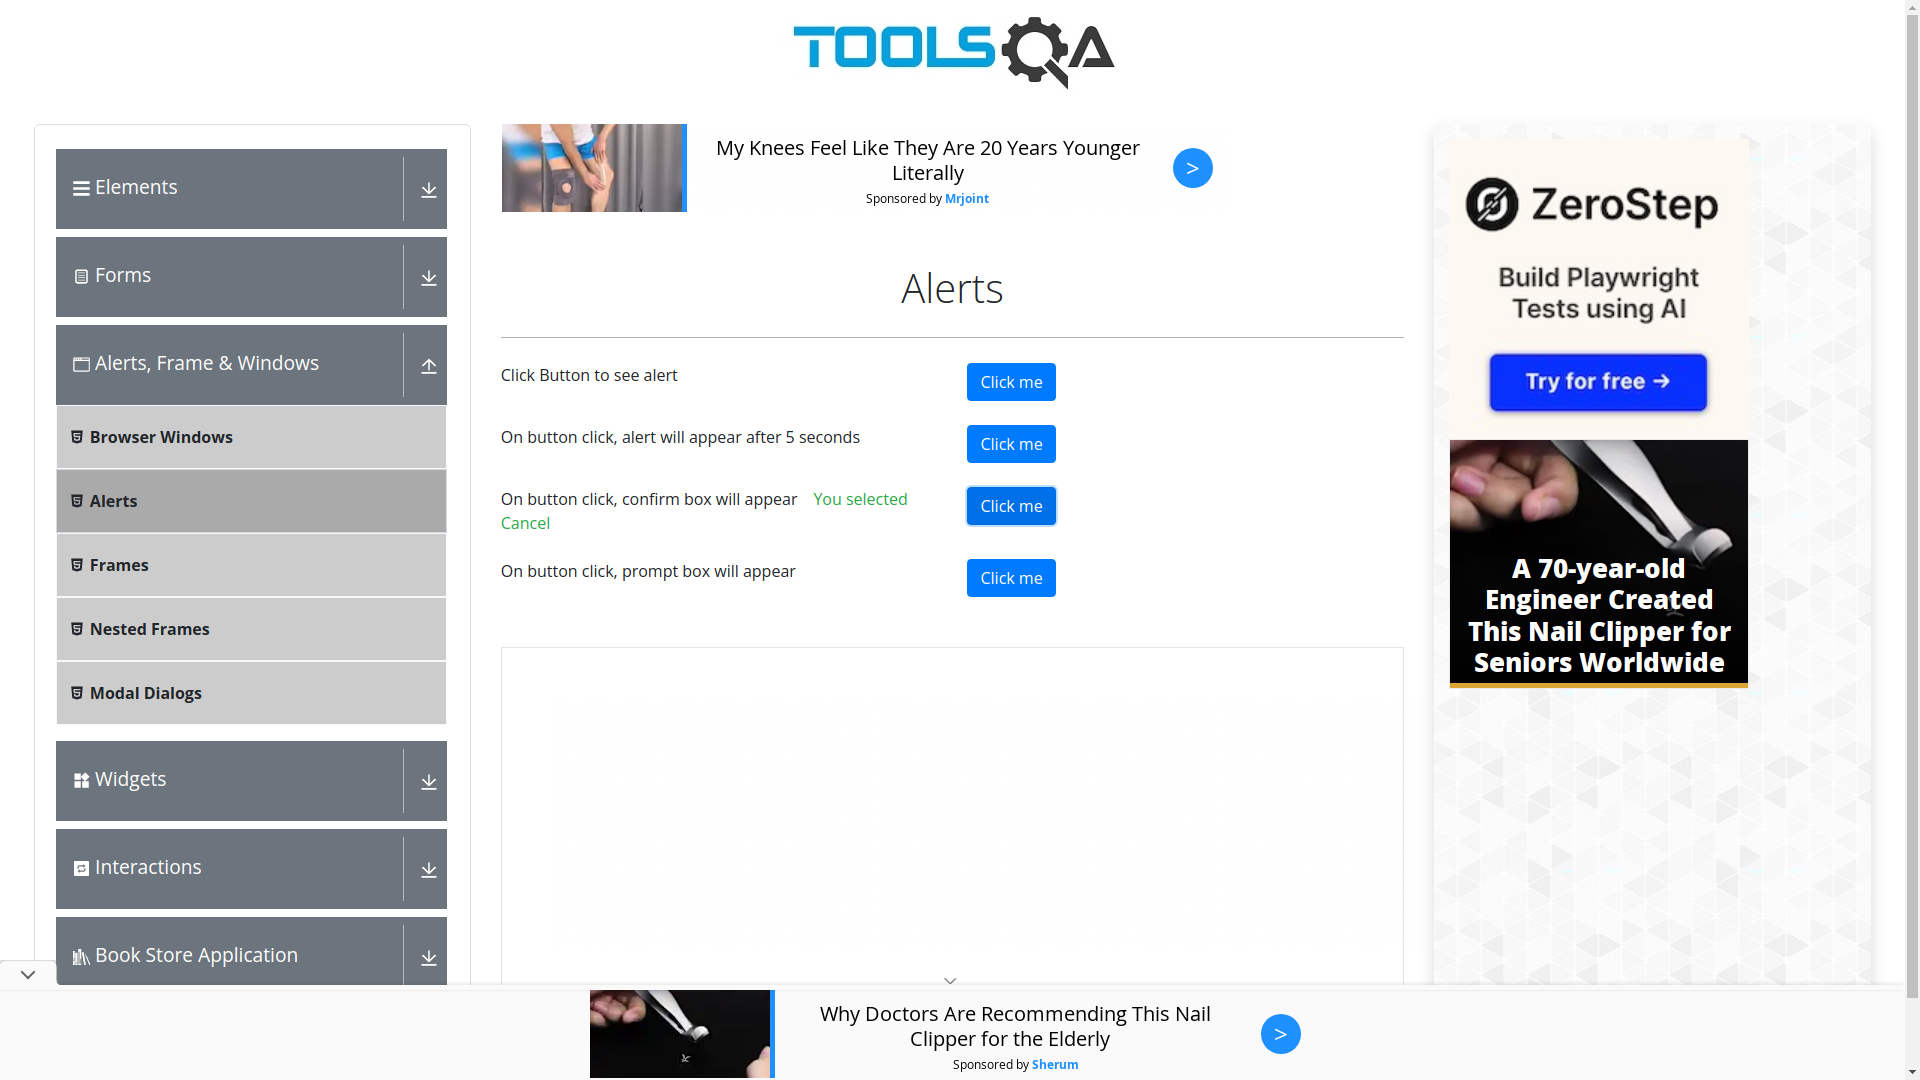 TOOLSQA
Elements
Forms
Alerts, Frame & Windows
Browser Windows
Alerts
Frames
Nested Frames
Modal Dialogs
Widgets
Interactions
Book Store Application
My Knees Feel Like They Are 20 Years Younger
Literally
Sponsored by Mrjoint
>
Alerts
Click Button to see alert
Click me
On button click, alert will appear after 5 seconds
Click me
On button click, confirm box will appear You selected
Cancel
Click me
On button click, prompt box will appear
Click me
ZeroStep
Build Playwright
Tests using AI
Try for free →
A 70-year-old
Engineer Created
This Nail Clipper for
Seniors Worldwide
Why Doctors Are Recommending This Nail
Clipper for the Elderly
Sponsored by Sherum
>